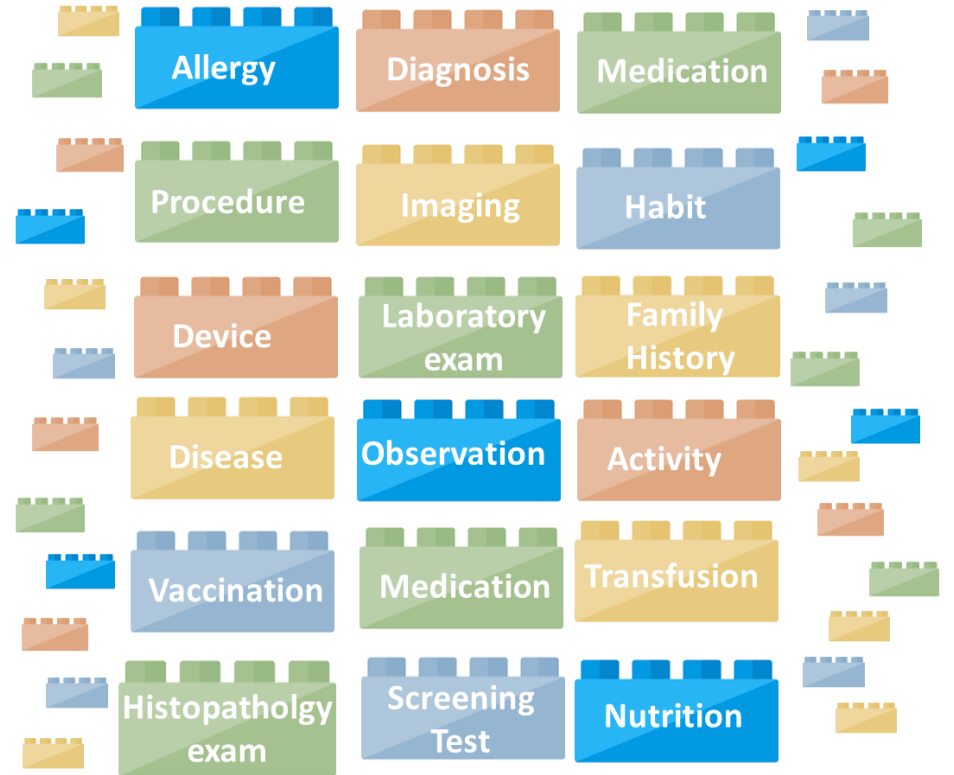 Allergy
Diagnosis
Medication
Procedure
Imaging
Habit
Device
Laboratory
exam
Family
History
Disease
Observation
Activity
Vaccination
Medication
Transfusion
Histopatholgy
exam
Screening
Test
Nutrition